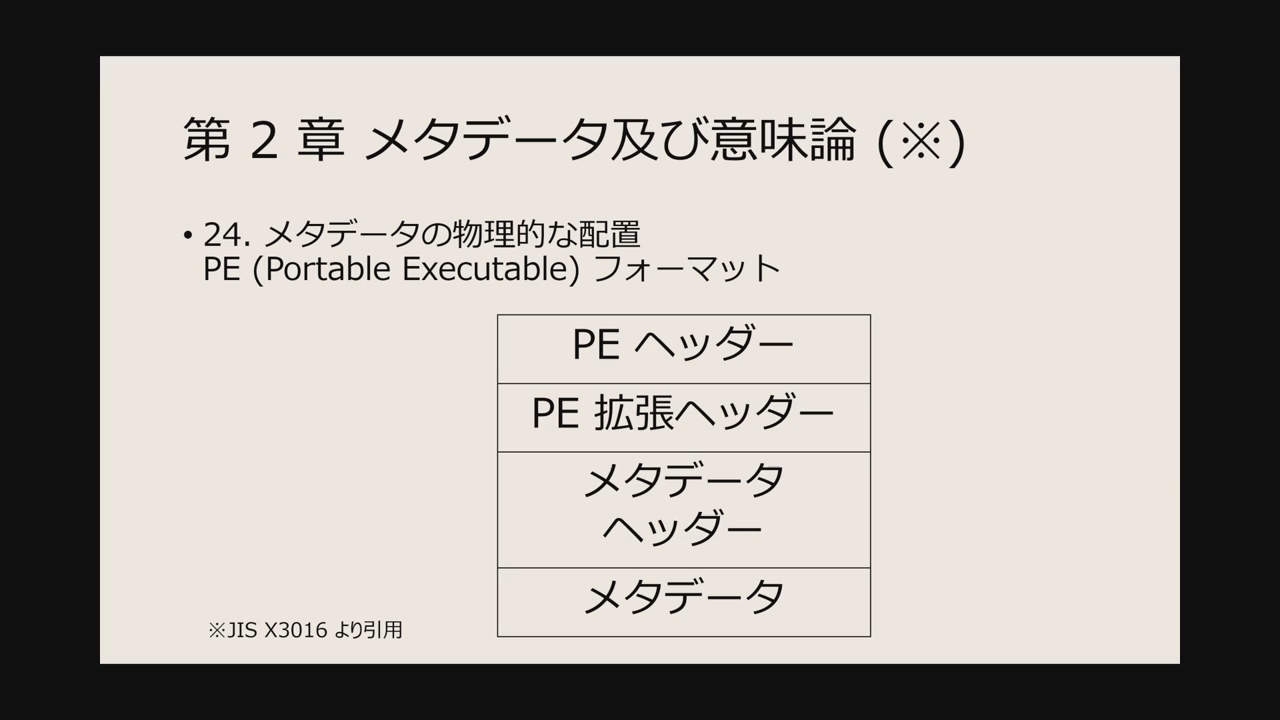 第 2 章 メタデータ及び意味論 (※)
• 24. メタデータの物理的な配置
PE (Portable Executable) フォーマット
PE ヘッダー
PE 拡張ヘッダー
メタデータ
ヘッダー
メタデータ
※JIS X3016 より引用